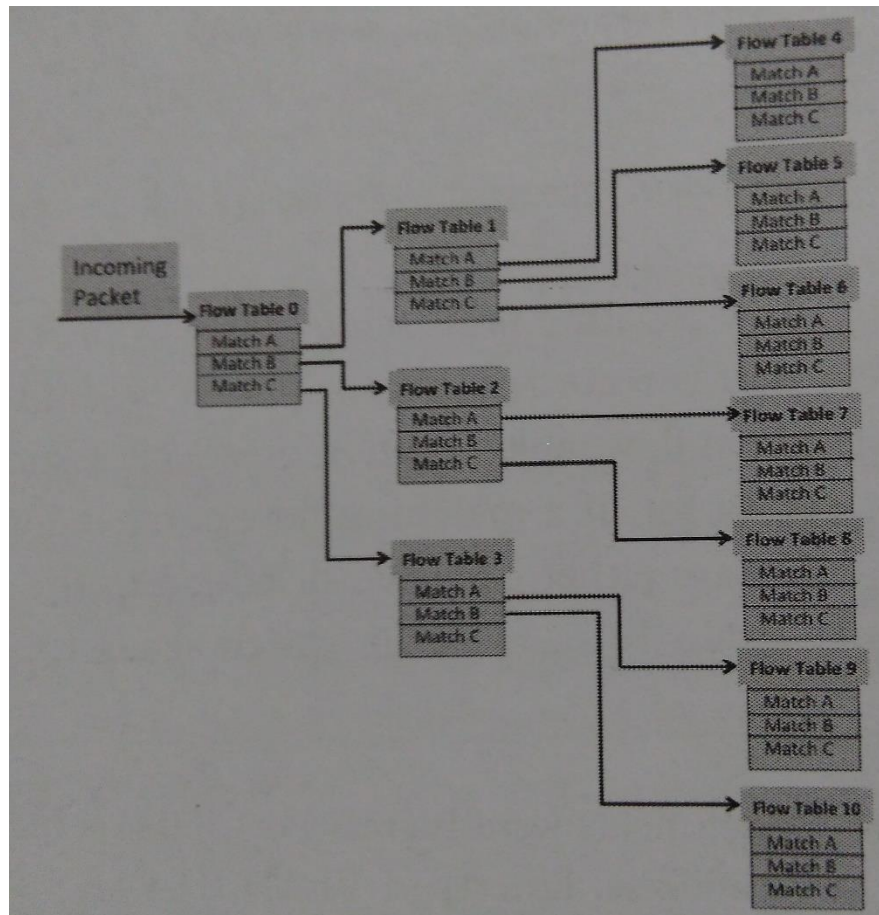 Incoming
Packet
Flow Table 0
Match A
Match B
Match C
Flow Table 1
Match A
Match B
Match C
Flow Table 2
Match A
Match B
Match C
Flow Table 3
Match A
Match B
Match C
Flow Table 4
Match A
Match B
Match C
Flow Table 5
Match A
Match B
Match C
Flow Table 6
Match A
Match B
Match C
Flow Table 7
Match A
Match B
Match C
Flow Table 8
Match A
Match B
Match C
Flow Table 9
Match A
Match B
Match C
Flow Table 10
Match A
Match B
Match C